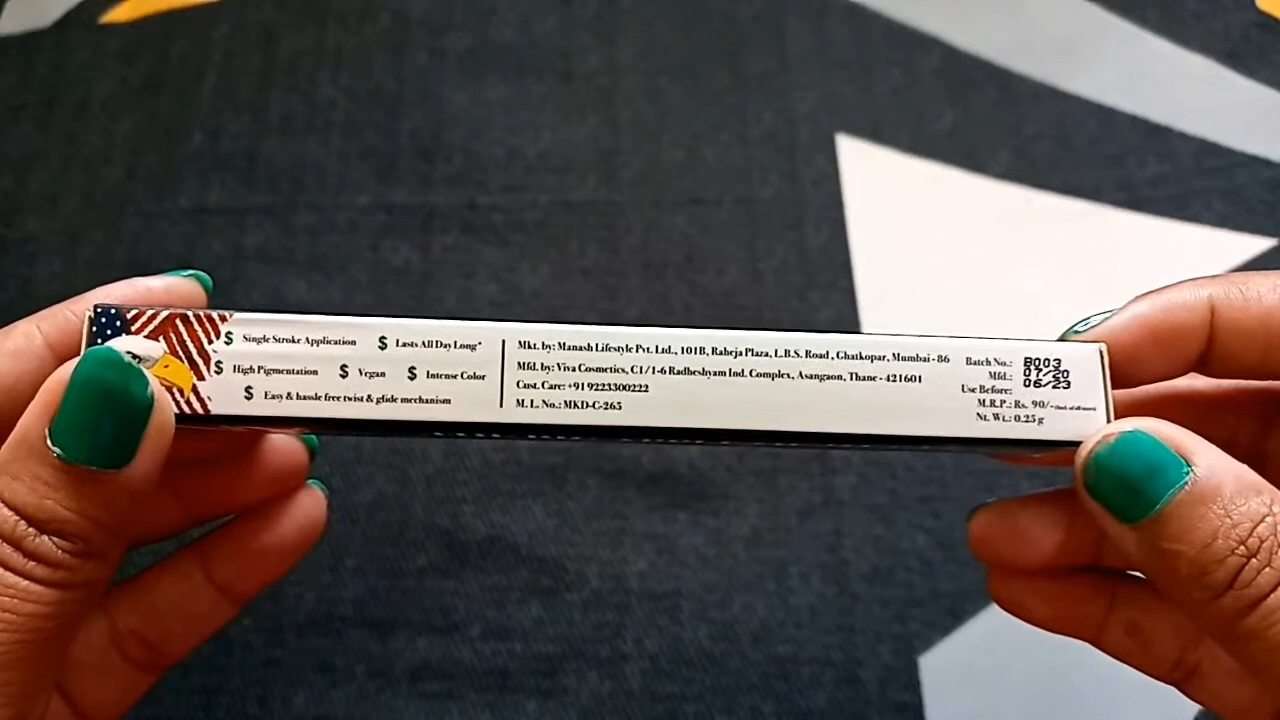 $ Single Stroke Application $ Lasts All Day Long*
$ High Pigmentation $ Vegan $ Intense Color
$ Easy & hassle free twist & glide mechanism
Mkt. by: Manash Lifestyle Pvt. Ltd., 101B, Raheja Plaza, L.B.S. Road, Ghatkopar, Mumbai - 86
Mfd. by: Viva Cosmetics, C1/1-6 Radheshyam Ind. Complex, Asangaon, Thane - 421601
Cust. Care: +91 9223300222
M. L. No.: MKD-C-265
Batch No.: B003
Mfd.: 07/20
Use Before: 06/23
M.R.P.: Rs. 90/-
Nt. Wt.: 0.25 g